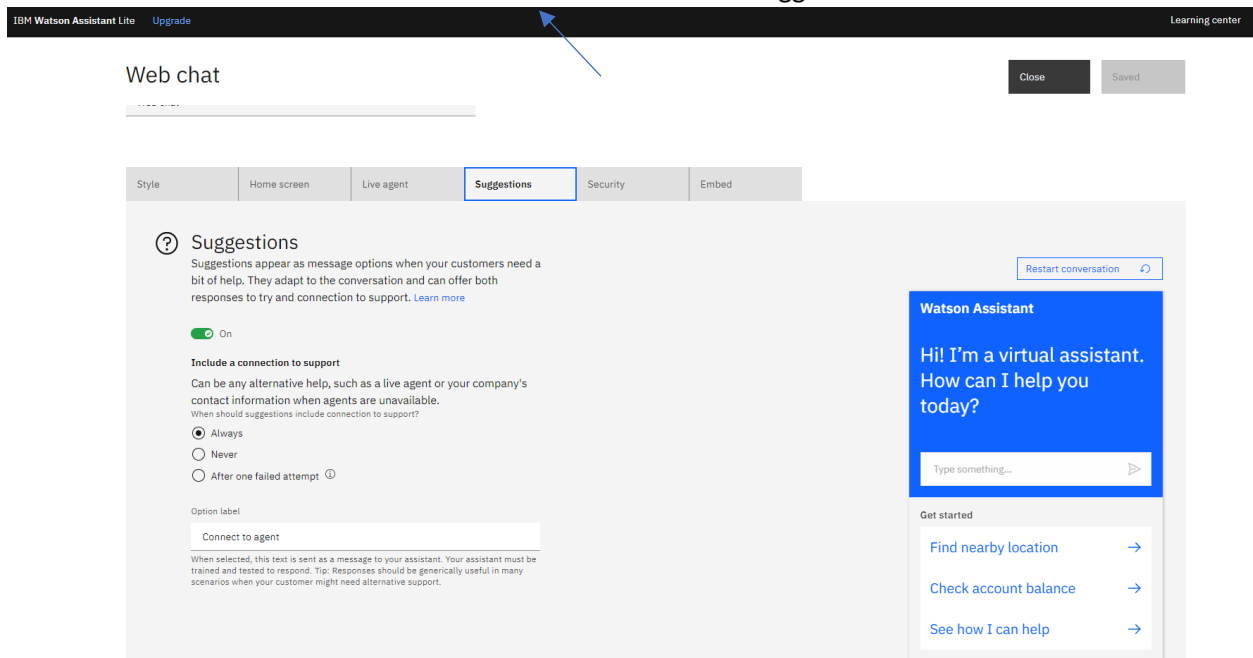 IBM Watson Assistant Lite Upgrade Learning center
Web chat
Close Saved
Style Home screen Live agent Suggestions Security Embed
Suggestions
Suggestions appear as message options when your customers need a
bit of help. They adapt to the conversation and can offer both
responses to try and connection to support. Learn more
On
Include a connection to support
Can be any alternative help, such as a live agent or your company's
contact information when agents are unavailable.
When should suggestions include connection to support?
Always
Never
After one failed attempt
Option label
Connect to agent
When selected, this text is sent as a message to your assistant. Your assistant must be
trained and tested to respond. Tip: Responses should be generically useful in many
scenarios when your customer might need alternative support.
Restart conversation
Watson Assistant
Hi! I'm a virtual assistant.
How can I help you
today?
Type something...
Get started
Find nearby location
Check account balance
See how I can help